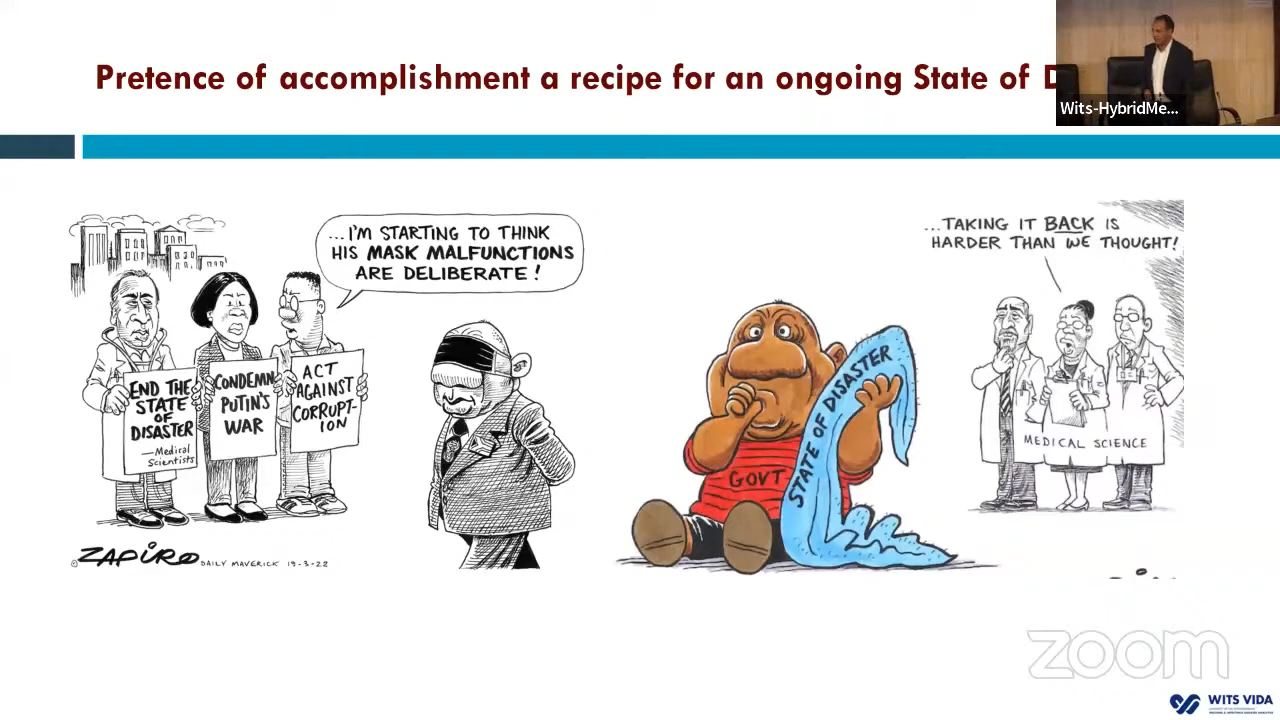 Pretence of accomplishment a recipe for an ongoing State of D
Wits-HybridMe...
...I'M STARTING TO THINK
HIS MASK MALFUNCTIONS
ARE DELIBERATE!
END THE
STATE
OF
DISASTER
—Medical
Scientists
CONDEMN
PUTIN'S
WAR
ACT
AGAINST
CORRUPT-
ION
© ZAPIRO DAILY MAVERICK 19-3-22
...TAKING IT BACK IS
HARDER THAN WE THOUGHT!
GOVT
STATE OF DISASTER
MEDICAL SCIENCE
zoom
WITS VIDA